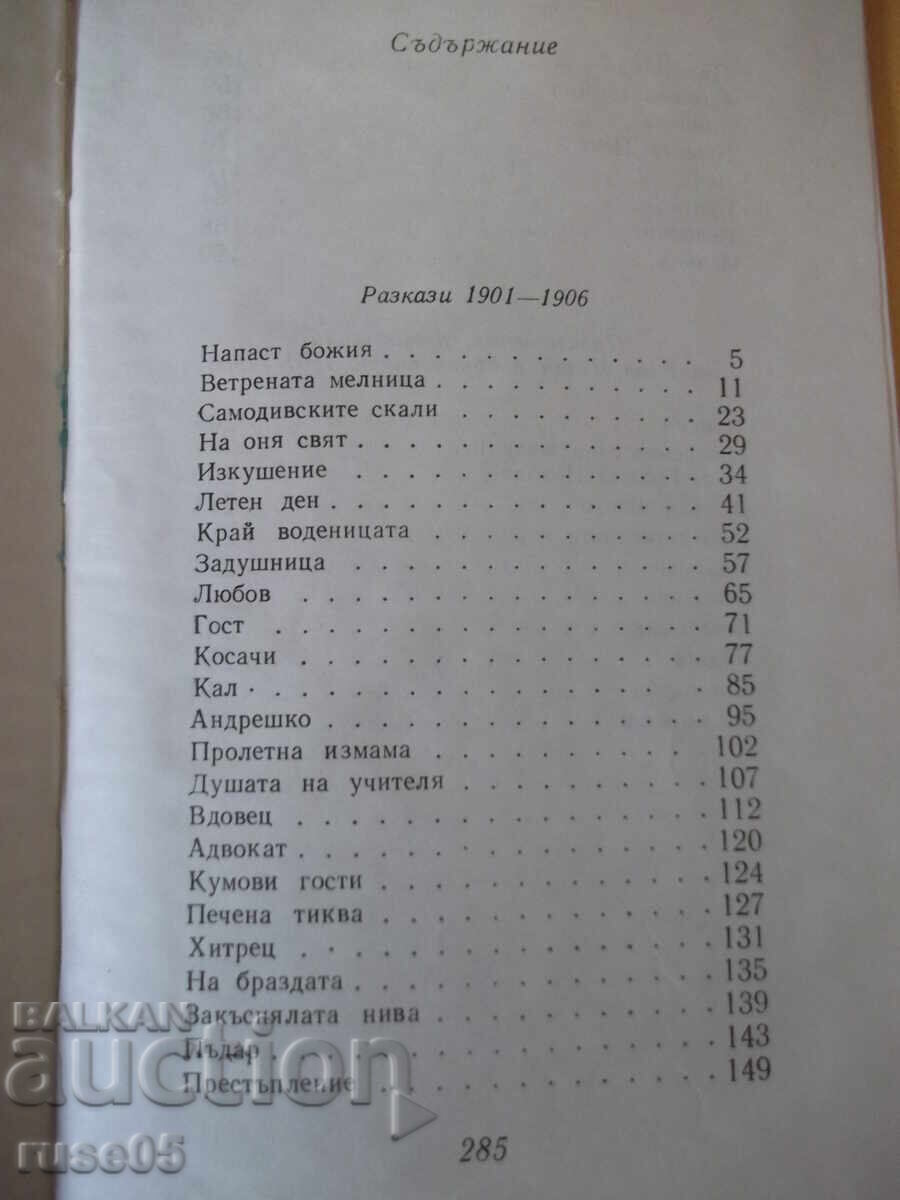 Съдържание
Разкази 1901—1906
Напаст божия . . . . . . . . . . . . . 5
Ветрената мелница . . . . . . . . . . . 11
Самодивските скали . . . . . . . . . . 23
На оня свят . . . . . . . . . . . . . . 29
Изкушение . . . . . . . . . . . . . . 34
Летен ден . . . . . . . . . . . . . . . 41
Край воденицата . . . . . . . . . . . 52
Задушница . . . . . . . . . . . . . . 57
Любов . . . . . . . . . . . . . . . . 65
Гост . . . . . . . . . . . . . . . . . 71
Косачи . . . . . . . . . . . . . . . . 77
Кал . . . . . . . . . . . . . . . . . 85
Андрешко . . . . . . . . . . . . . . . 95
Пролетна измама . . . . . . . . . . . 102
Душата на учителя . . . . . . . . . . 107
Вдовец . . . . . . . . . . . . . . . . 112
Адвокат . . . . . . . . . . . . . . . . 120
Кумови гости . . . . . . . . . . . . . 124
Печена тиква . . . . . . . . . . . . . 127
Хитрец . . . . . . . . . . . . . . . . 131
На браздата . . . . . . . . . . . . . . 135
Закъснялата нива . . . . . . . . . . . 139
Пъдар . . . . . . . . . . . . . . . . . 143
Престъпление . . . . . . . . . . . . . 149
285
BALKAN
auction
ruse05